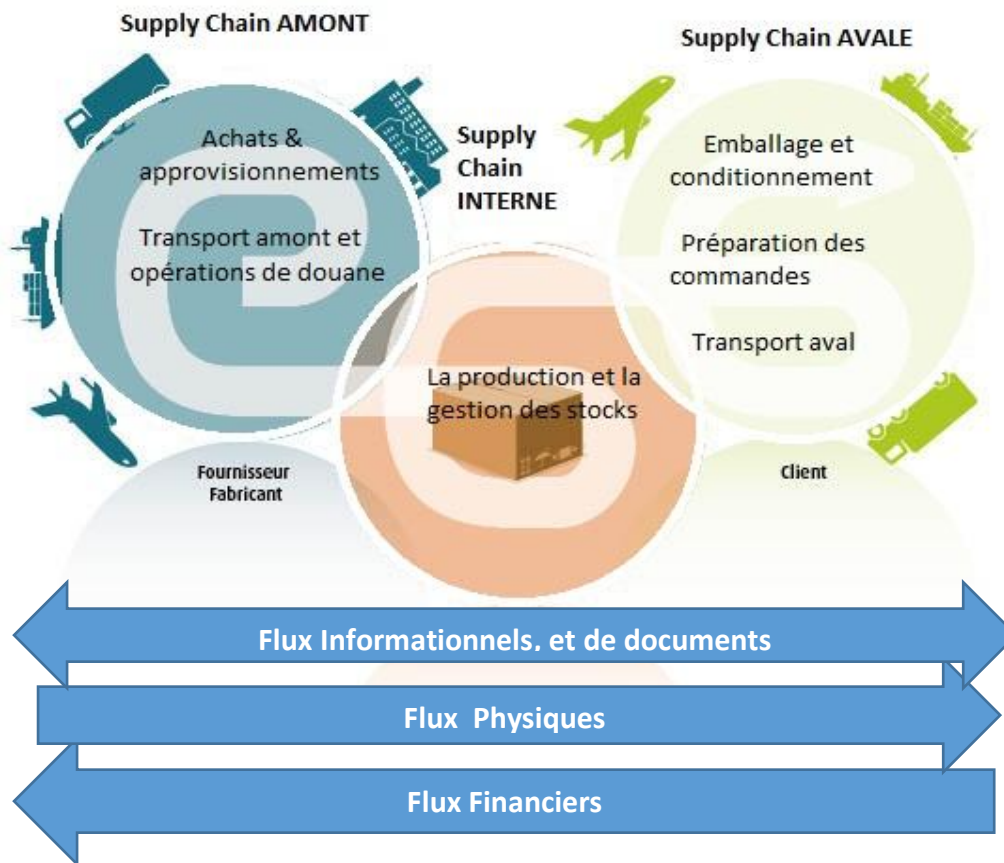 Supply Chain AMONT
Supply Chain AVALE
Achats &
approvisionnements
Transport amont et
opérations de douane
Supply
Chain
INTERNE
Emballage et
conditionnement
Préparation des
commandes
Transport aval
La production et la
gestion des stocks
Fournisseur
Fabricant
Client
Flux Informationnels, et de documents
Flux Physiques
Flux Financiers